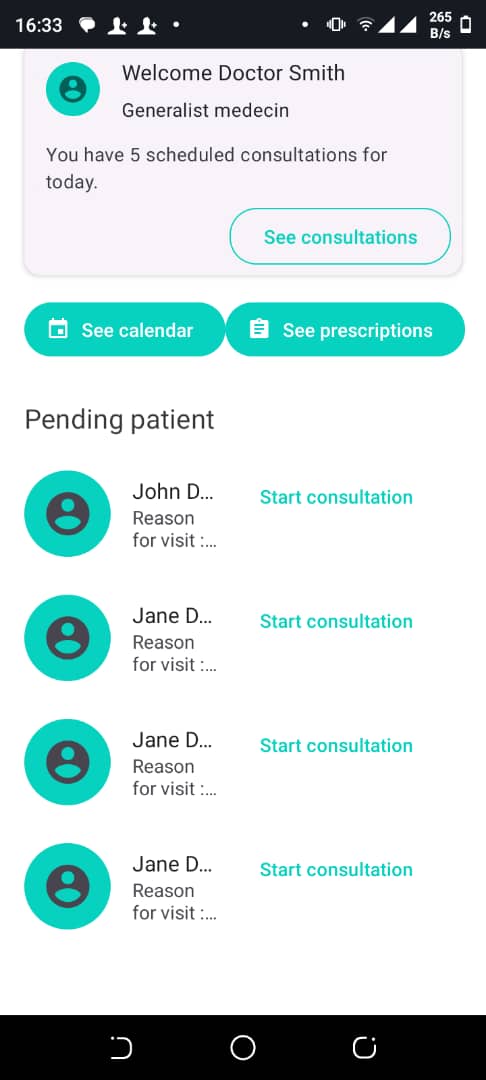 16:33
265
B/s
Welcome Doctor Smith
Generalist medecin
You have 5 scheduled consultations for
today.
See consultations
See calendar
See prescriptions
Pending patient
John D...
Reason
for visit :...
Start consultation
Jane D...
Reason
for visit :...
Start consultation
Jane D...
Reason
for visit :...
Start consultation
Jane D...
Reason
for visit :...
Start consultation